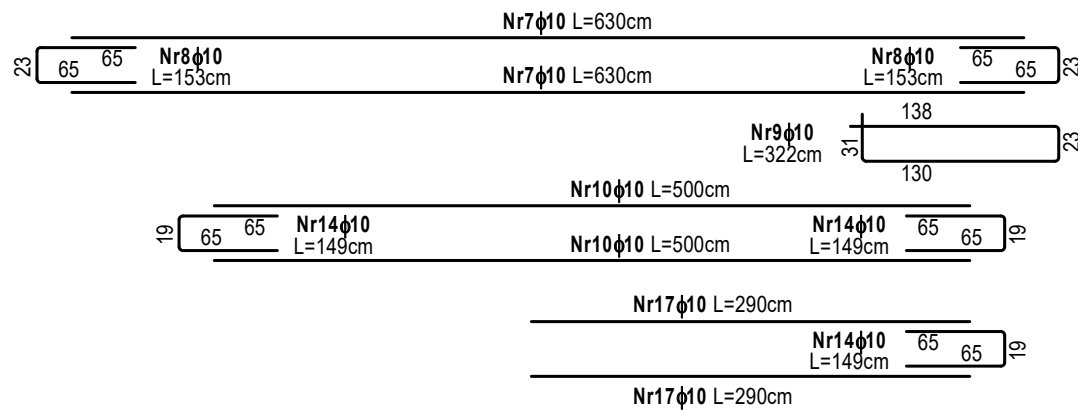 Nr7ϕ10 L=630cm
23
65
65
Nr8ϕ10
L=153cm
Nr7ϕ10 L=630cm
Nr8ϕ10
L=153cm
65
65
23
Nr9ϕ10
L=322cm
138
31
130
23
Nr10ϕ10 L=500cm
19
65
65
Nr14ϕ10
L=149cm
Nr10ϕ10 L=500cm
Nr14ϕ10
L=149cm
65
65
19
Nr17ϕ10 L=290cm
Nr14ϕ10
L=149cm
65
65
19
Nr17ϕ10 L=290cm